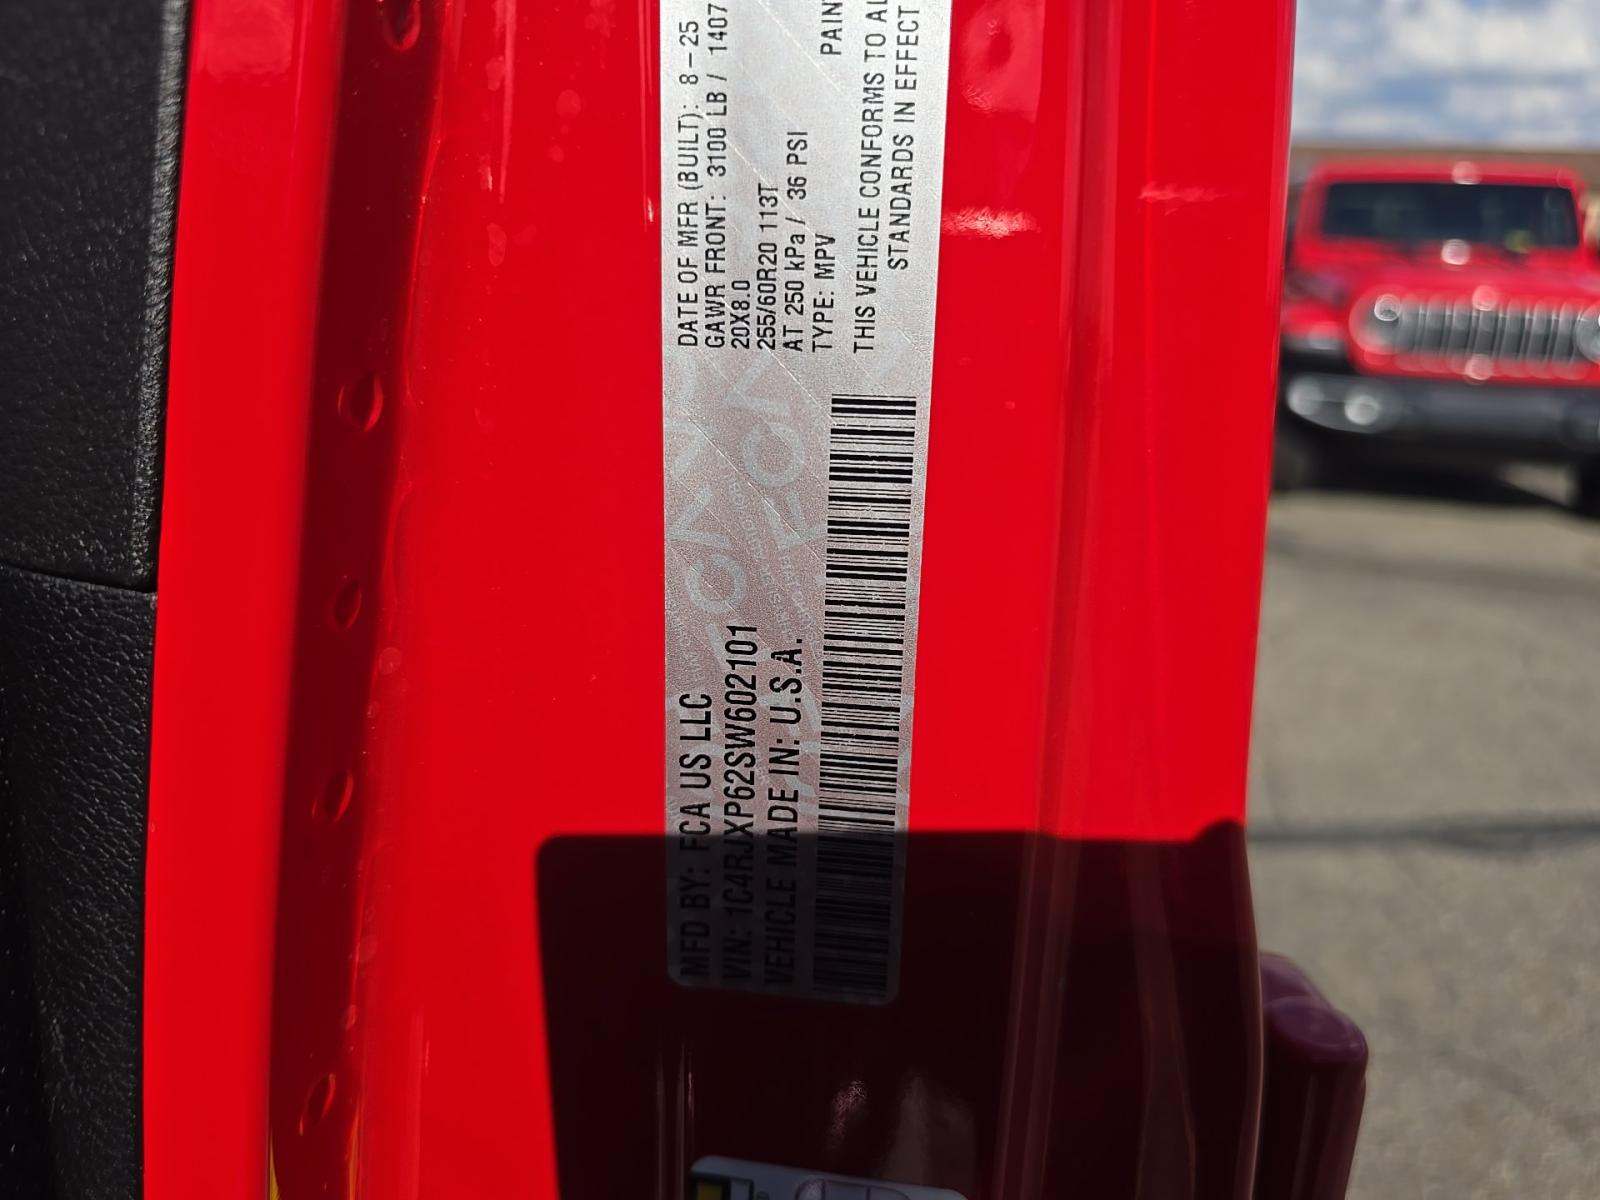 MFD BY: FCA US LLC
VIN: 1C4RJXP62SW602101
VEHICLE MADE IN: U.S.A.
DATE OF MFR (BUILT): 8-25
GAWR FRONT: 3100 LB / 1407
20X8.0
255/60R20 113T
AT 250 kPa / 36 PSI
TYPE: MPV PAIN
THIS VEHICLE CONFORMS TO AL
STANDARDS IN EFFECT